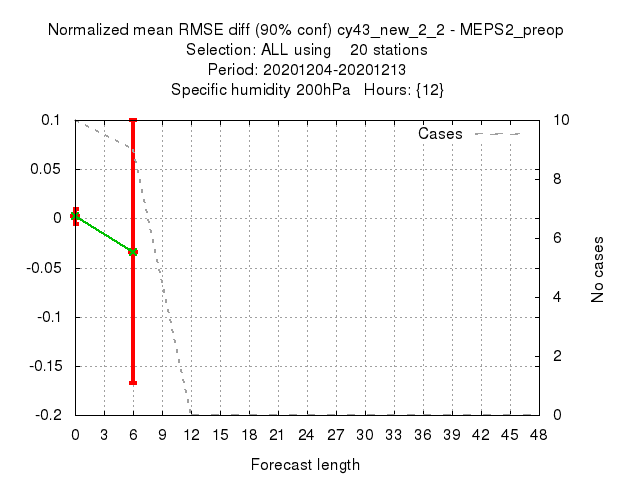 Normalized mean RMSE diff (90% conf) cy43_new_2_2 - MEPS2_preop
Selection: ALL using    20 stations
Period: 20201204-20201213
Specific humidity 200hPa   Hours: {12}
Cases
0.1
0.05
0
-0.05
-0.1
-0.15
-0.2
10
8
6
4
2
0
No cases
0 3 6 9 12 15 18 21 24 27 30 33 36 39 42 45 48
Forecast length